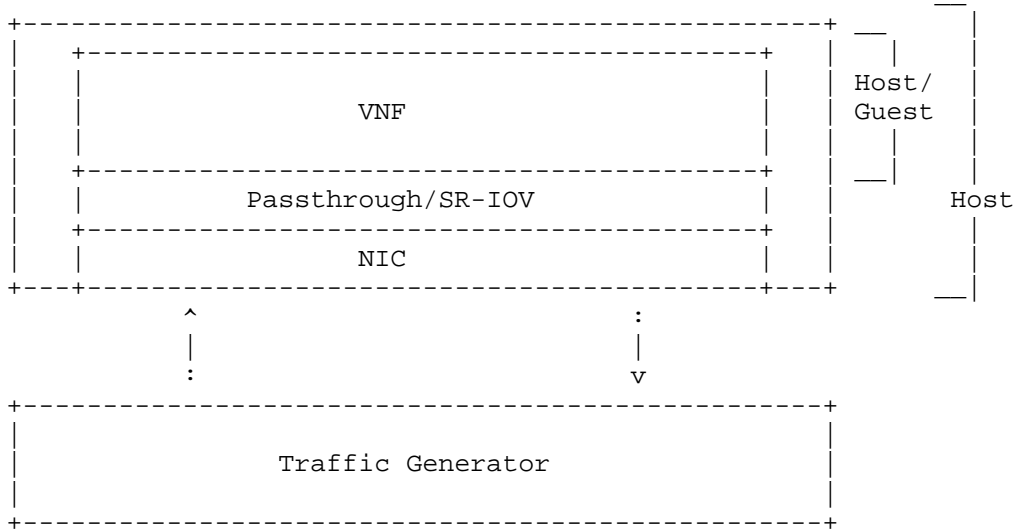 Host/
VNF Guest
Passthrough/SR-IOV Host
NIC
Traffic Generator